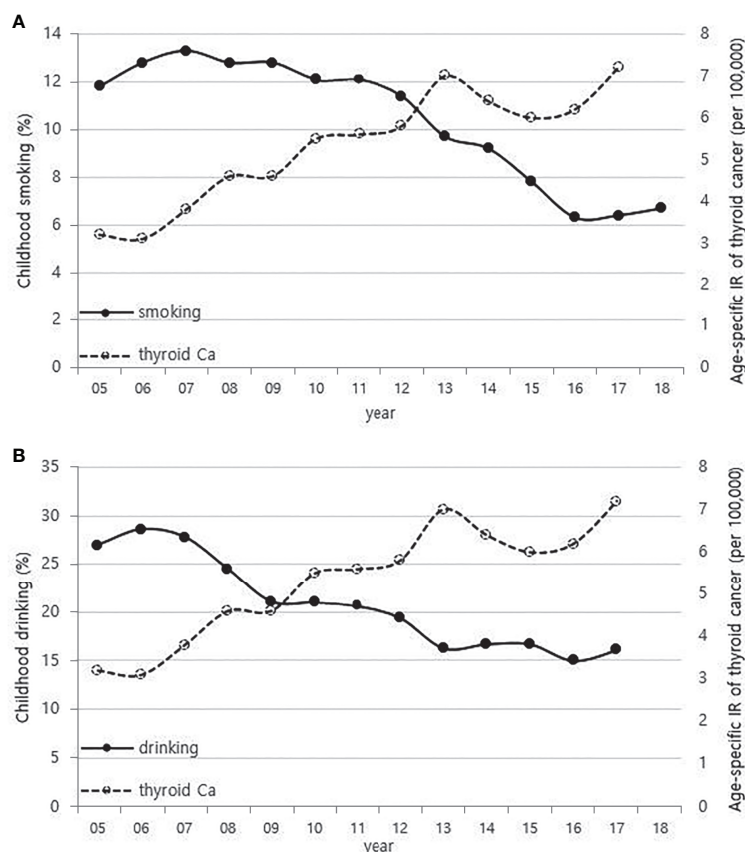 A
14
12
10
8
6
4
2
0
Childhood smoking (%)
8
7
6
5
4
3
2
1
0
Age-specific IR of thyroid cancer (per 100,000)
smoking
thyroid Ca
05 06 07 08 09 10 11 12 13 14 15 16 17 18
year
B
35
30
25
20
15
10
5
0
Childhood drinking (%)
8
7
6
5
4
3
2
1
0
Age-specific IR of thyroid cancer (per 100,000)
drinking
thyroid Ca
05 06 07 08 09 10 11 12 13 14 15 16 17 18
year